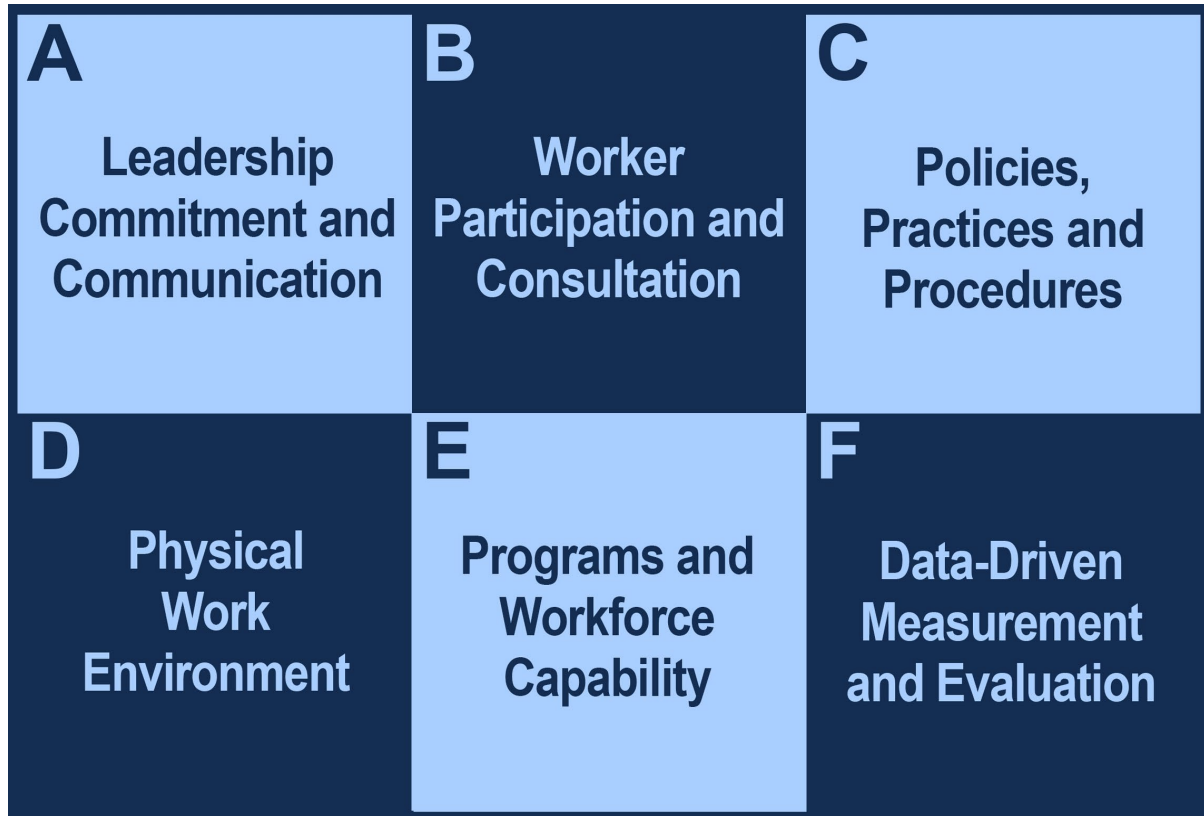 A
Leadership
Commitment and
Communication
B
Worker
Participation and
Consultation
C
Policies,
Practices and
Procedures
D
Physical
Work
Environment
E
Programs and
Workforce
Capability
F
Data-Driven
Measurement
and Evaluation